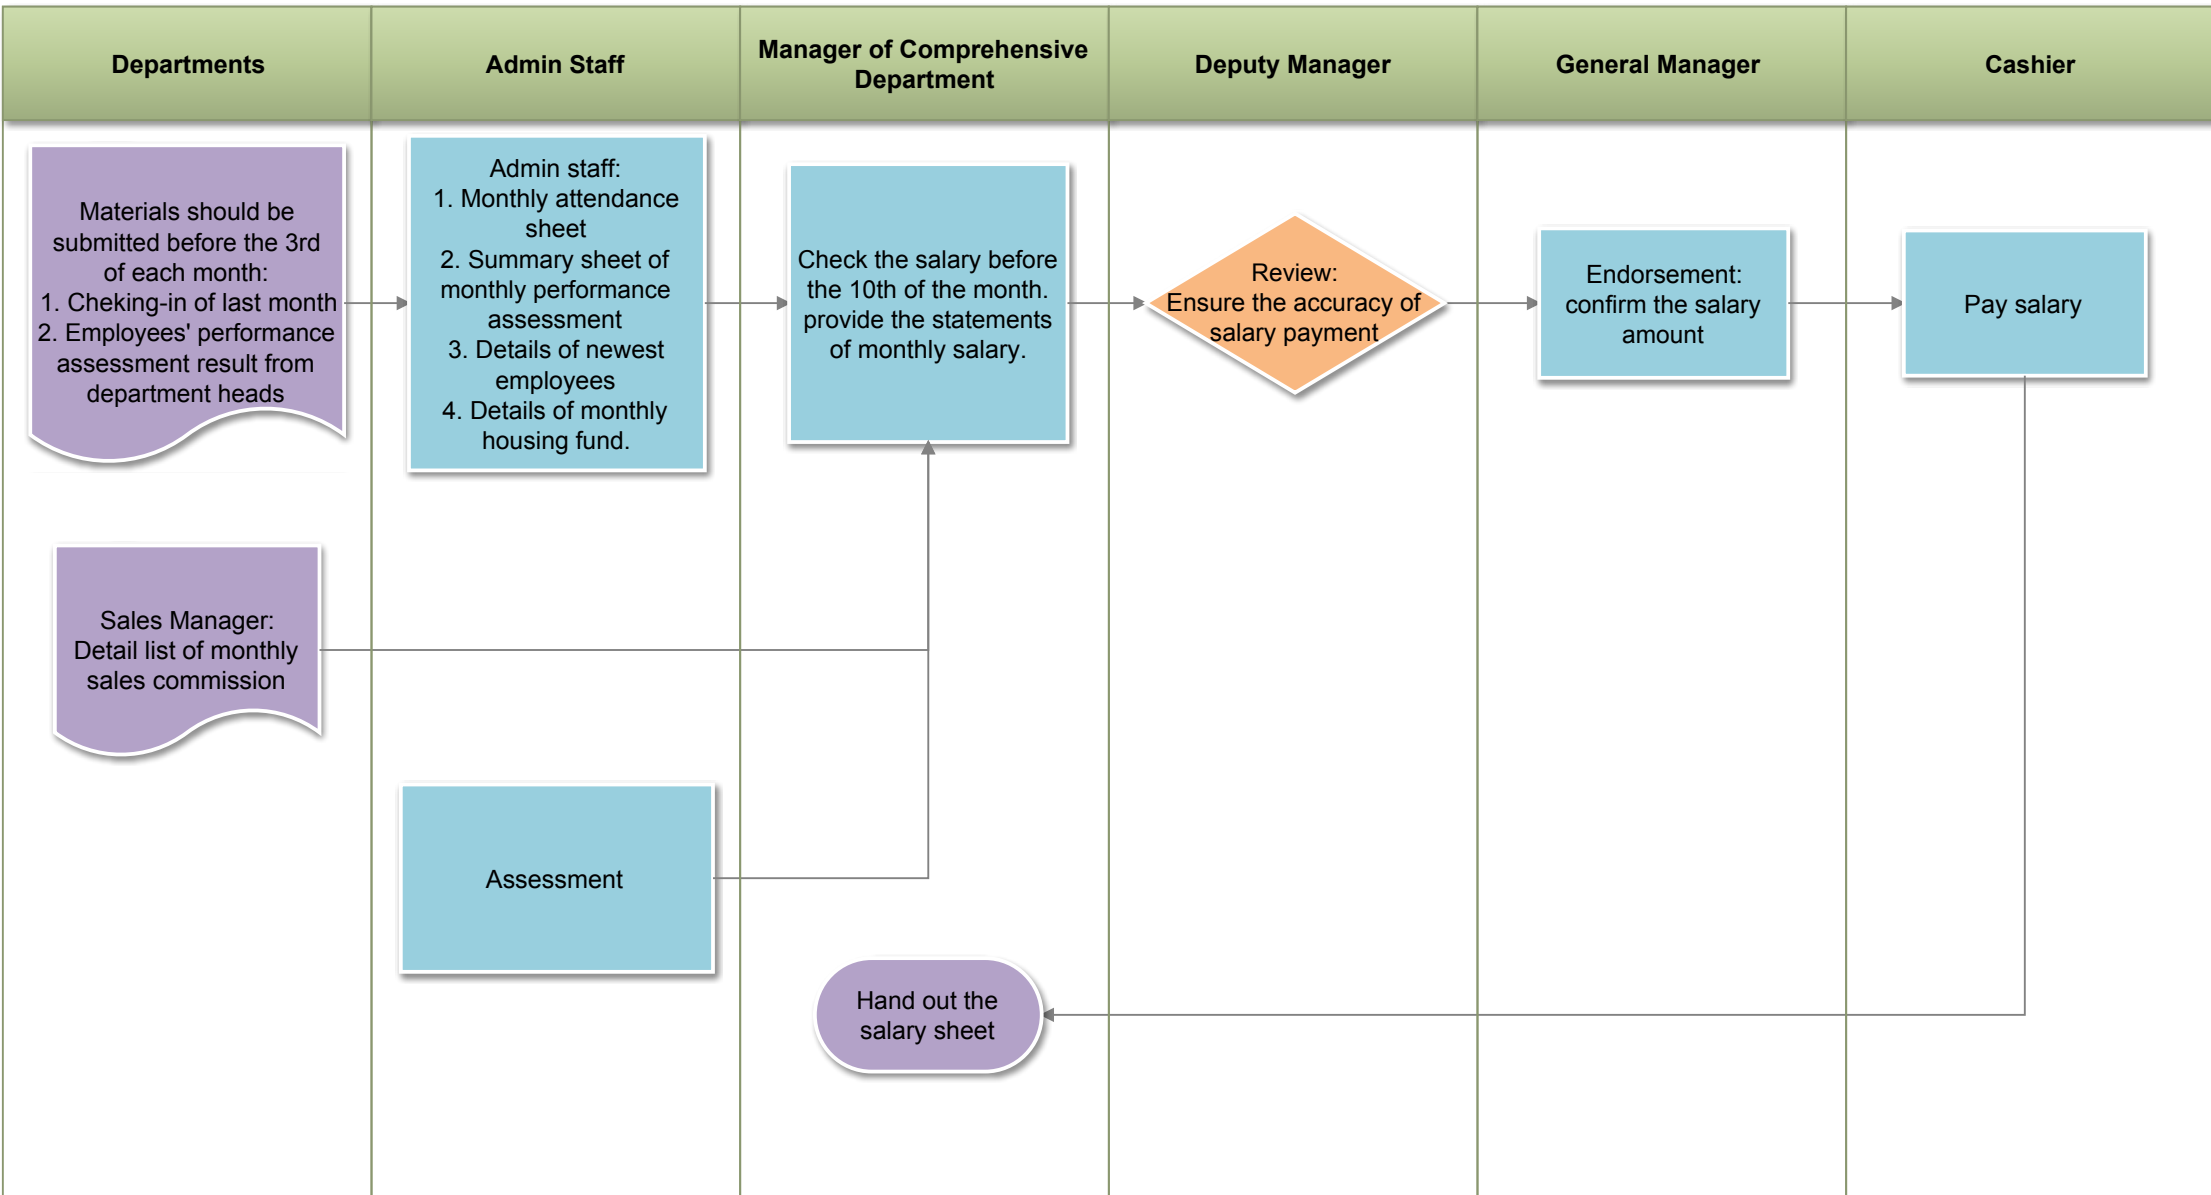 Departments
Admin Staff
Manager of Comprehensive
Department
Deputy Manager
General Manager
Cashier
Materials should be
submitted before the 3rd
of each month:
1. Cheking-in of last month
2. Employees' performance
assessment result from
department heads
Admin staff:
1. Monthly attendance
sheet
2. Summary sheet of
monthly performance
assessment
3. Details of newest
employees
4. Details of monthly
housing fund.
Check the salary before
the 10th of the month.
provide the statements
of monthly salary.
Review:
Ensure the accuracy of
salary payment
Endorsement:
confirm the salary
amount
Pay salary
Sales Manager:
Detail list of monthly
sales commission
Assessment
Hand out the
salary sheet